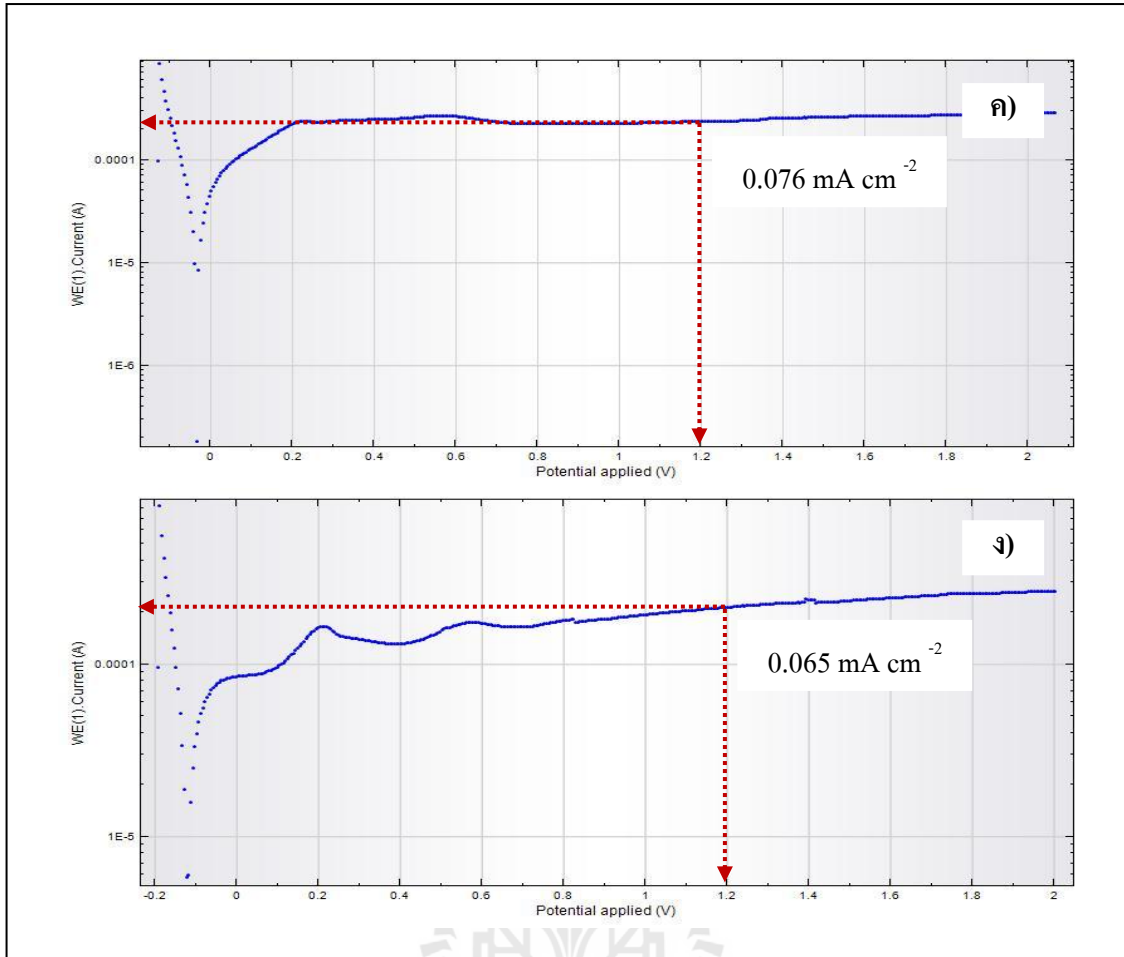 ค)
0.076 mA cm -2
0.0001
1E-5
1E-6
WE(1).Current (A)
0 0.2 0.4 0.6 0.8 1 1.2 1.4 1.6 1.8 2
Potential applied (V)
ง)
0.065 mA cm -2
0.0001
1E-5
WE(1).Current (A)
-0.2 0 0.2 0.4 0.6 0.8 1 1.2 1.4 1.6 1.8 2
Potential applied (V)